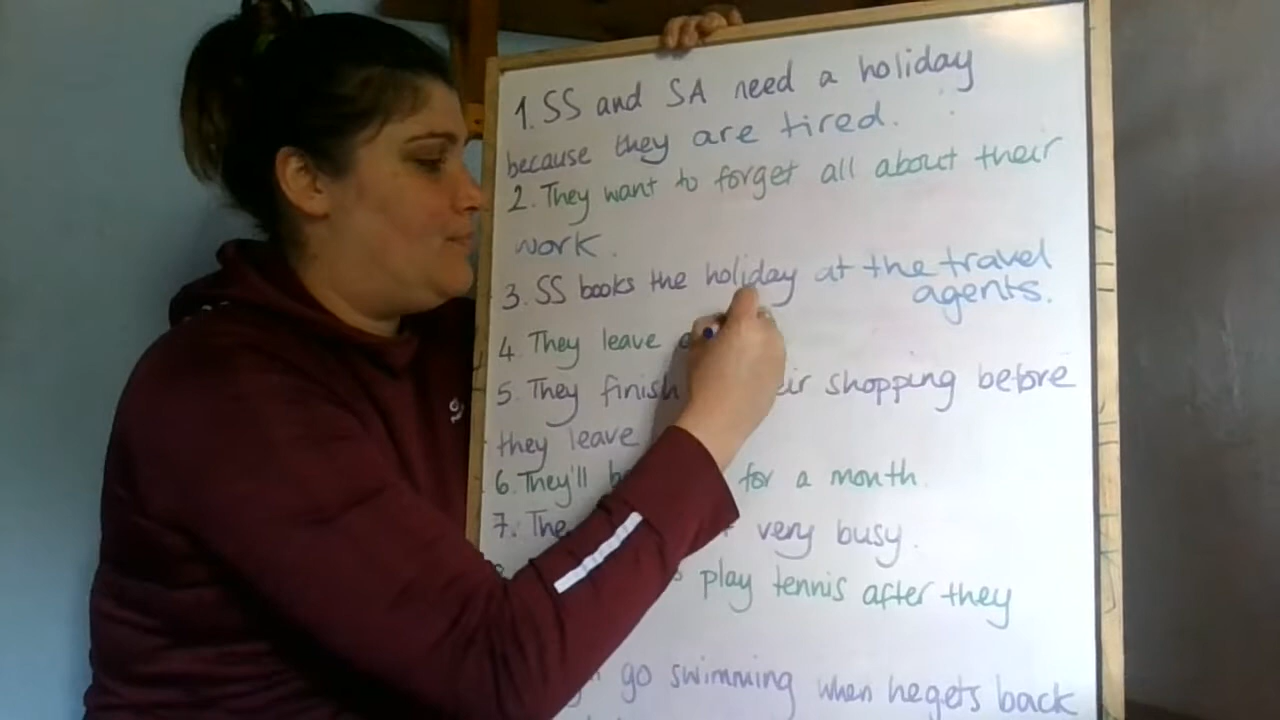 1. SS and SA need a holiday
because they are tired.
2. They want to forget all about their
work.
3. SS books the holiday at the travel
agents.
4. They leave
5. They finish shopping before
they leave
6. They'll for a month.
7. very busy.
play tennis after they
go swimming when he gets back